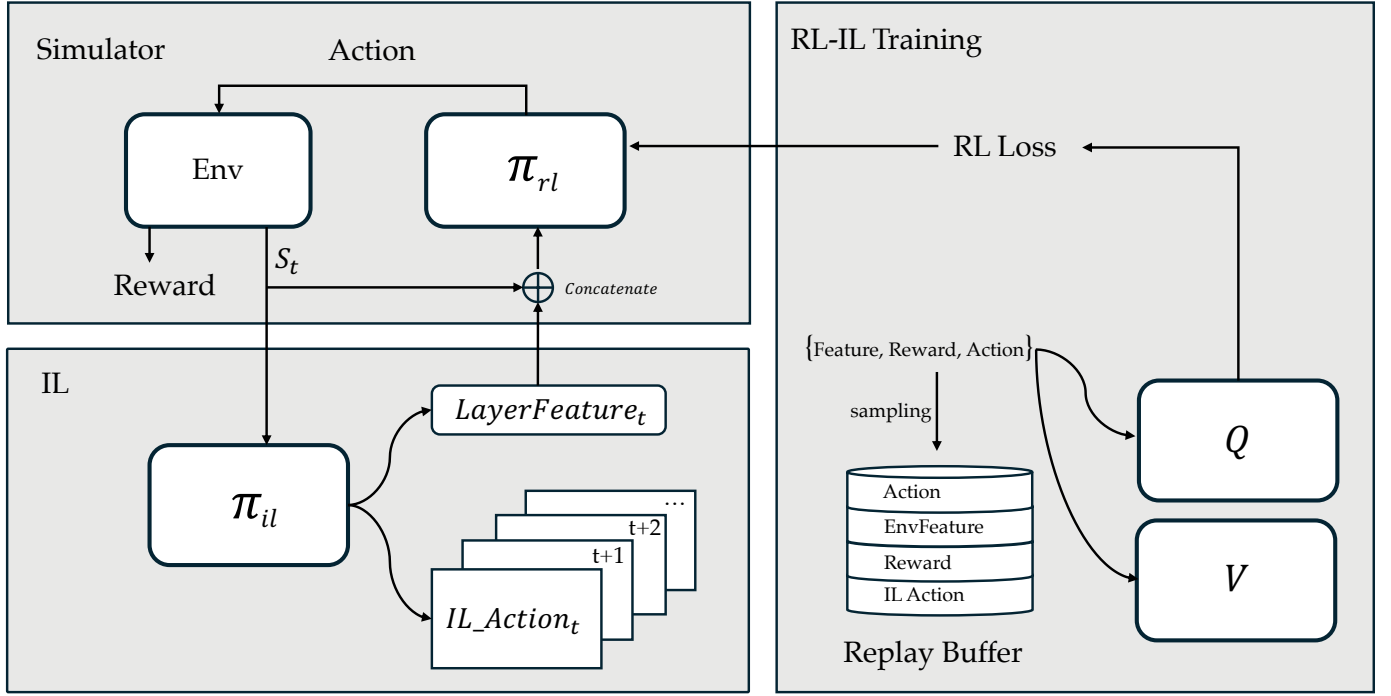 Simulator
Action
Env
π_rl
S_t
Reward
Concatenate
IL
LayerFeature_t
π_il
...
t+2
t+1
IL_Action_t
RL-IL Training
RL Loss
{Feature, Reward, Action}
sampling
Q
Action
EnvFeature
Reward
IL Action
V
Replay Buffer